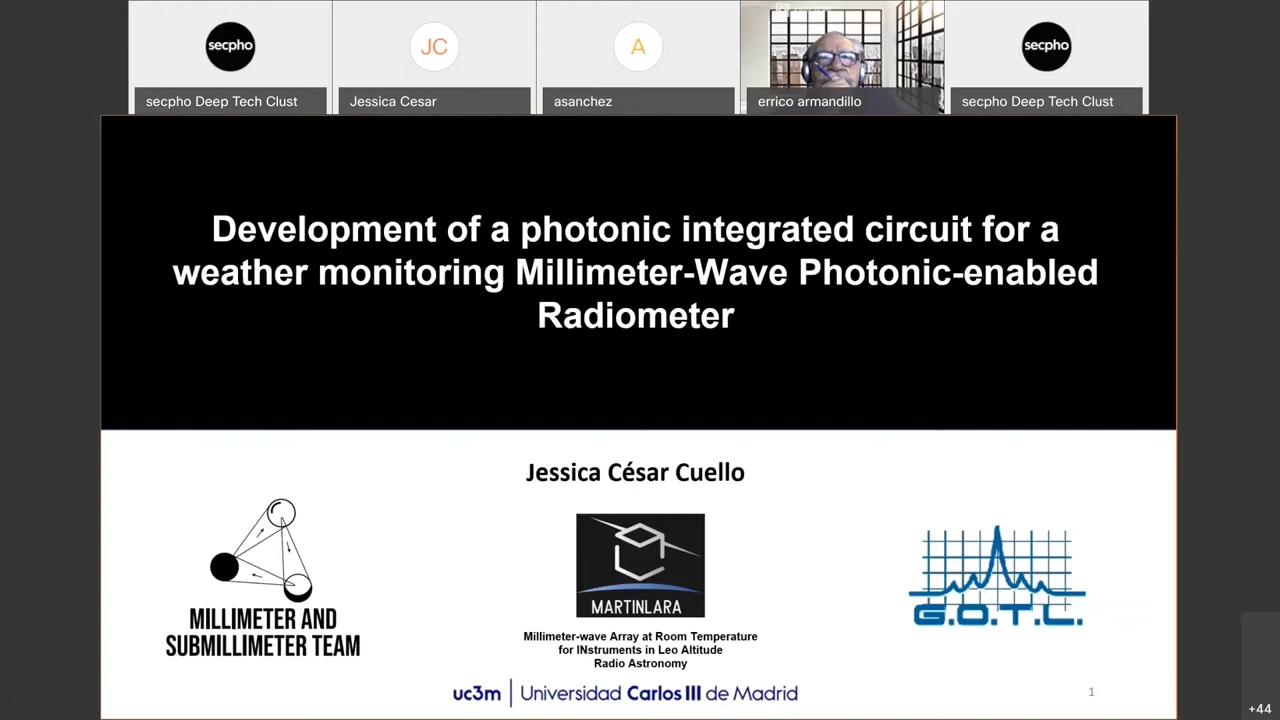 secpho
JC
A
secpho
secpho Deep Tech Clust
Jessica Cesar
asanchez
errico armandillo
secpho Deep Tech Clust
Development of a photonic integrated circuit for a
weather monitoring Millimeter-Wave Photonic-enabled
Radiometer
Jessica César Cuello
MILLIMETER AND
SUBMILLIMETER TEAM
MARTINLARA
Millimeter-wave Array at Room Temperature
for INstruments in Leo Altitude
Radio Astronomy
G.O.T.L.
uc3m | Universidad Carlos III de Madrid
1
+44